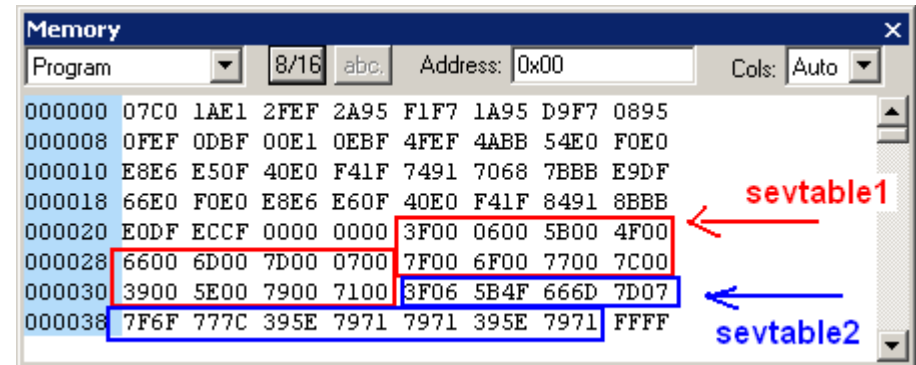 Memory x
Program 8/16 abc. Address: 0x00 Cols: Auto
000000 07C0 1AE1 2FEF 2A95 F1F7 1A95 D9F7 0895
000008 0FEF 0DBF 00E1 0EBF 4FEF 4ABB 54E0 F0E0
000010 E8E6 E50F 40E0 F41F 7491 7068 7BBB E9DF
000018 66E0 F0E0 E8E6 E60F 40E0 F41F 8491 8BBB
sevtable1
000020 E0DF ECCF 0000 0000 3F00 0600 5B00 4F00
000028 6600 6D00 7D00 0700 7F00 6F00 7700 7C00
000030 3900 5E00 7900 7100 3F06 5B4F 666D 7D07
000038 7F6F 777C 395E 7971 7971 395E 7971 FFFF
sevtable2